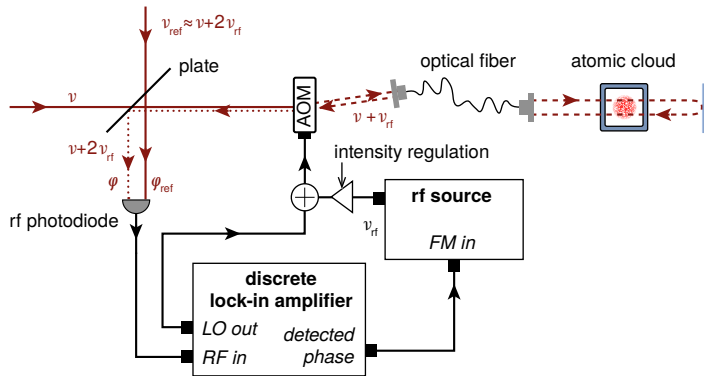 ν_ref ≈ ν+2ν_rf
plate
optical fiber
atomic cloud
ν
AOM
ν + ν_rf
ν+2ν_rf
φ
φ_ref
intensity regulation
rf photodiode
rf source
ν_rf
FM in
discrete
lock-in amplifier
LO out
detected
phase
RF in